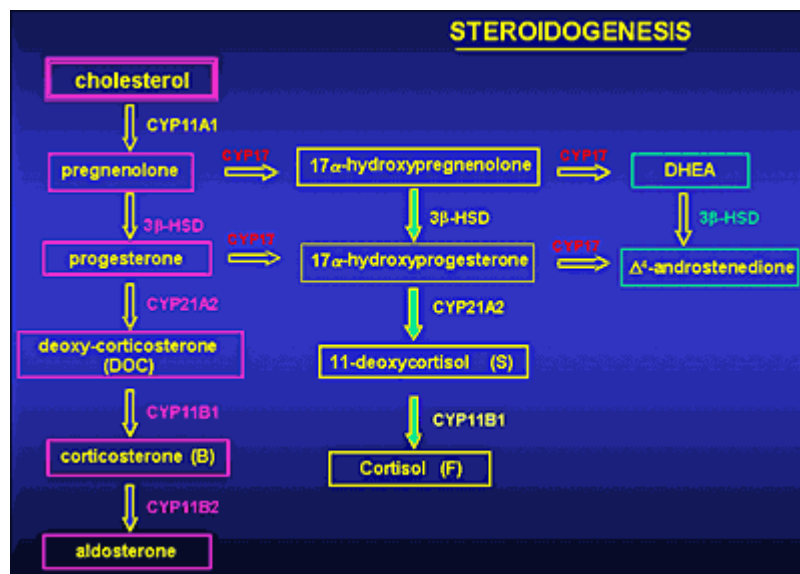 STEROIDOGENESIS
cholesterol
CYP11A1
pregnenolone
CYP17
17α-hydroxypregnenolone
CYP17
DHEA
3β-HSD
3β-HSD
3β-HSD
progesterone
CYP17
17α-hydroxyprogesterone
CYP17
Δ⁴-androstenedione
CYP21A2
CYP21A2
deoxy-corticosterone
(DOC)
11-deoxycortisol (S)
CYP11B1
CYP11B1
corticosterone (B)
Cortisol (F)
CYP11B2
aldosterone